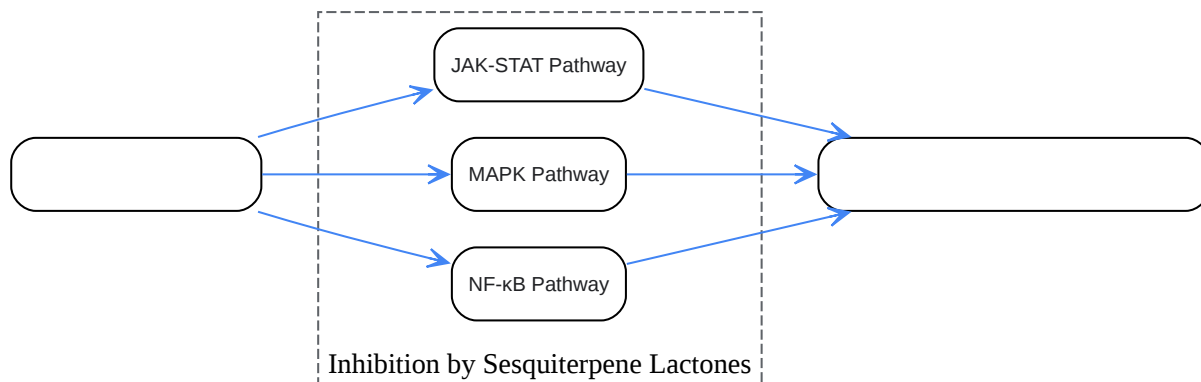 JAK-STAT Pathway
MAPK Pathway
NF-κB Pathway
Inhibition by Sesquiterpene Lactones